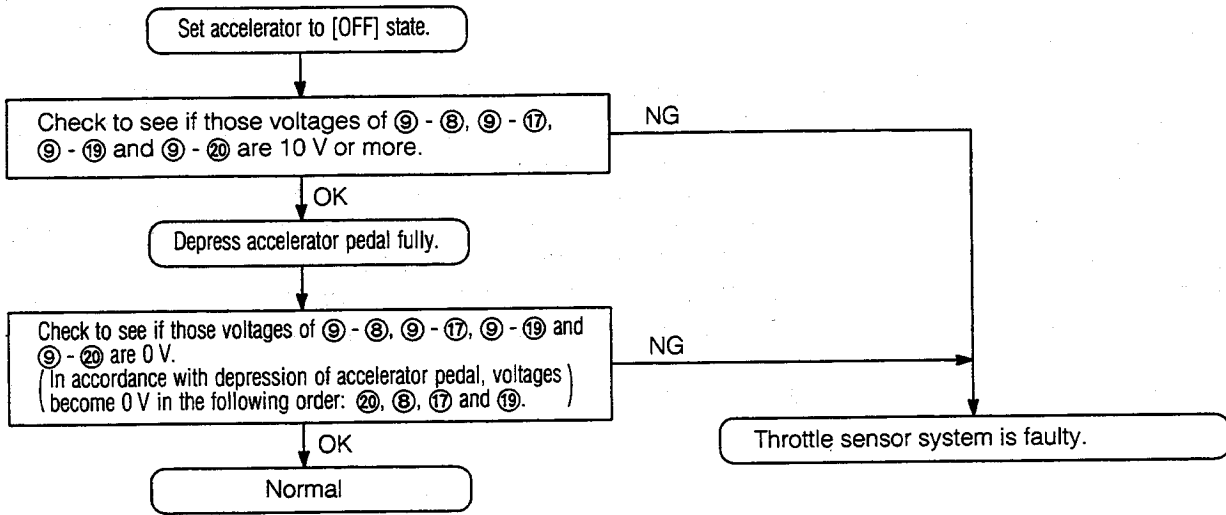 Set accelerator to [OFF] state.
Check to see if those voltages of ⑨ - ⑧, ⑨ - ⑰,
⑨ - ⑲ and ⑨ - ⑳ are 10 V or more.
NG
OK
Depress accelerator pedal fully.
Check to see if those voltages of ⑨ - ⑧, ⑨ - ⑰, ⑨ - ⑲ and
⑨ - ⑳ are 0 V.
(In accordance with depression of accelerator pedal, voltages
become 0 V in the following order: ⑳, ⑧, ⑰ and ⑲.)
NG
OK
Throttle sensor system is faulty.
Normal